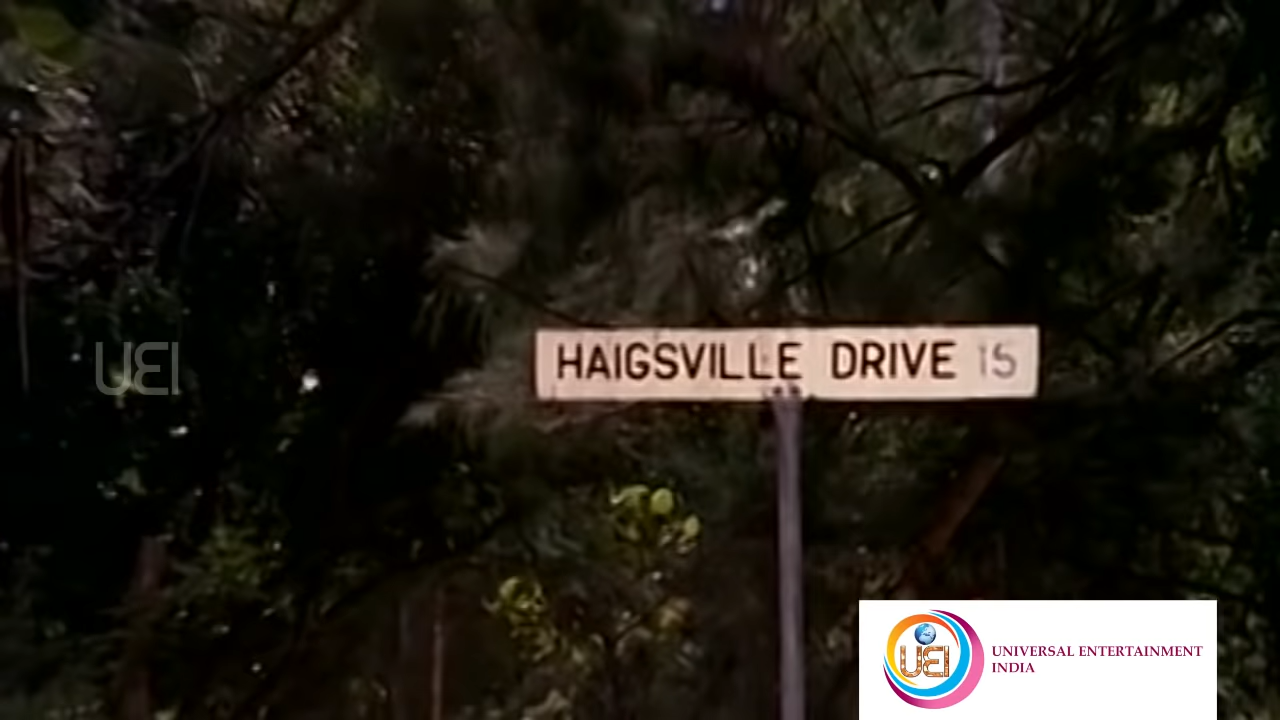 HAIGSVILLE DRIVE 15
UEI
UEI
UNIVERSAL ENTERTAINMENT
INDIA